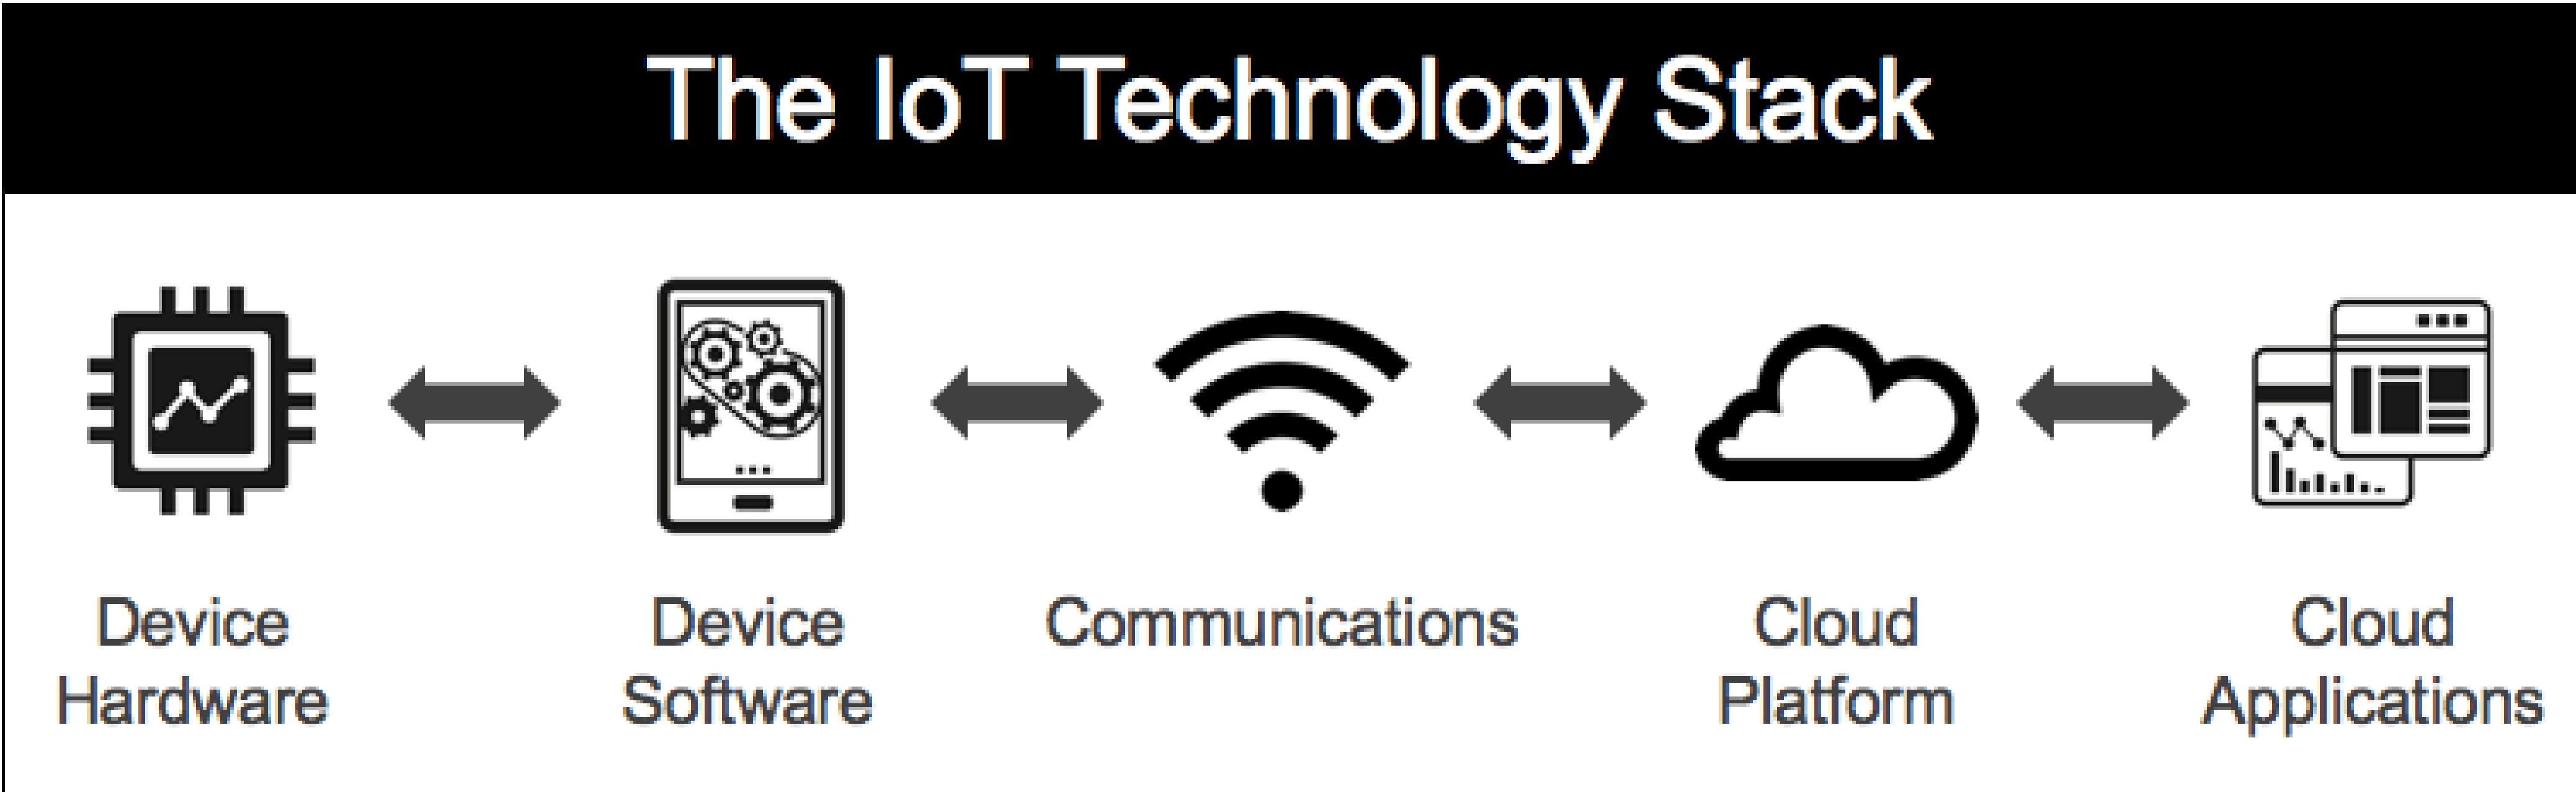 The IoT Technology Stack
Device
Hardware
Device
Software
Communications
Cloud
Platform
Cloud
Applications